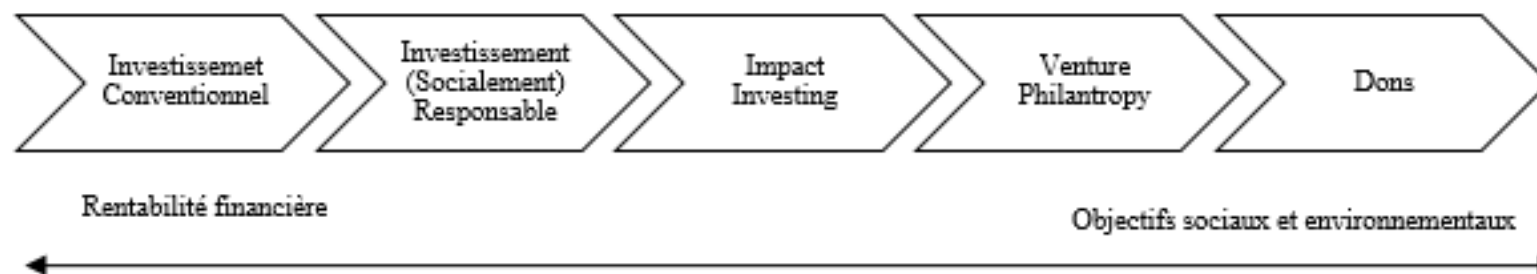 Investissemet
Conventionnel
Investissement
(Socialement)
Responsable
Impact
Investing
Venture
Philantropy
Dons
Rentabilité financière
Objectifs sociaux et environnementaux